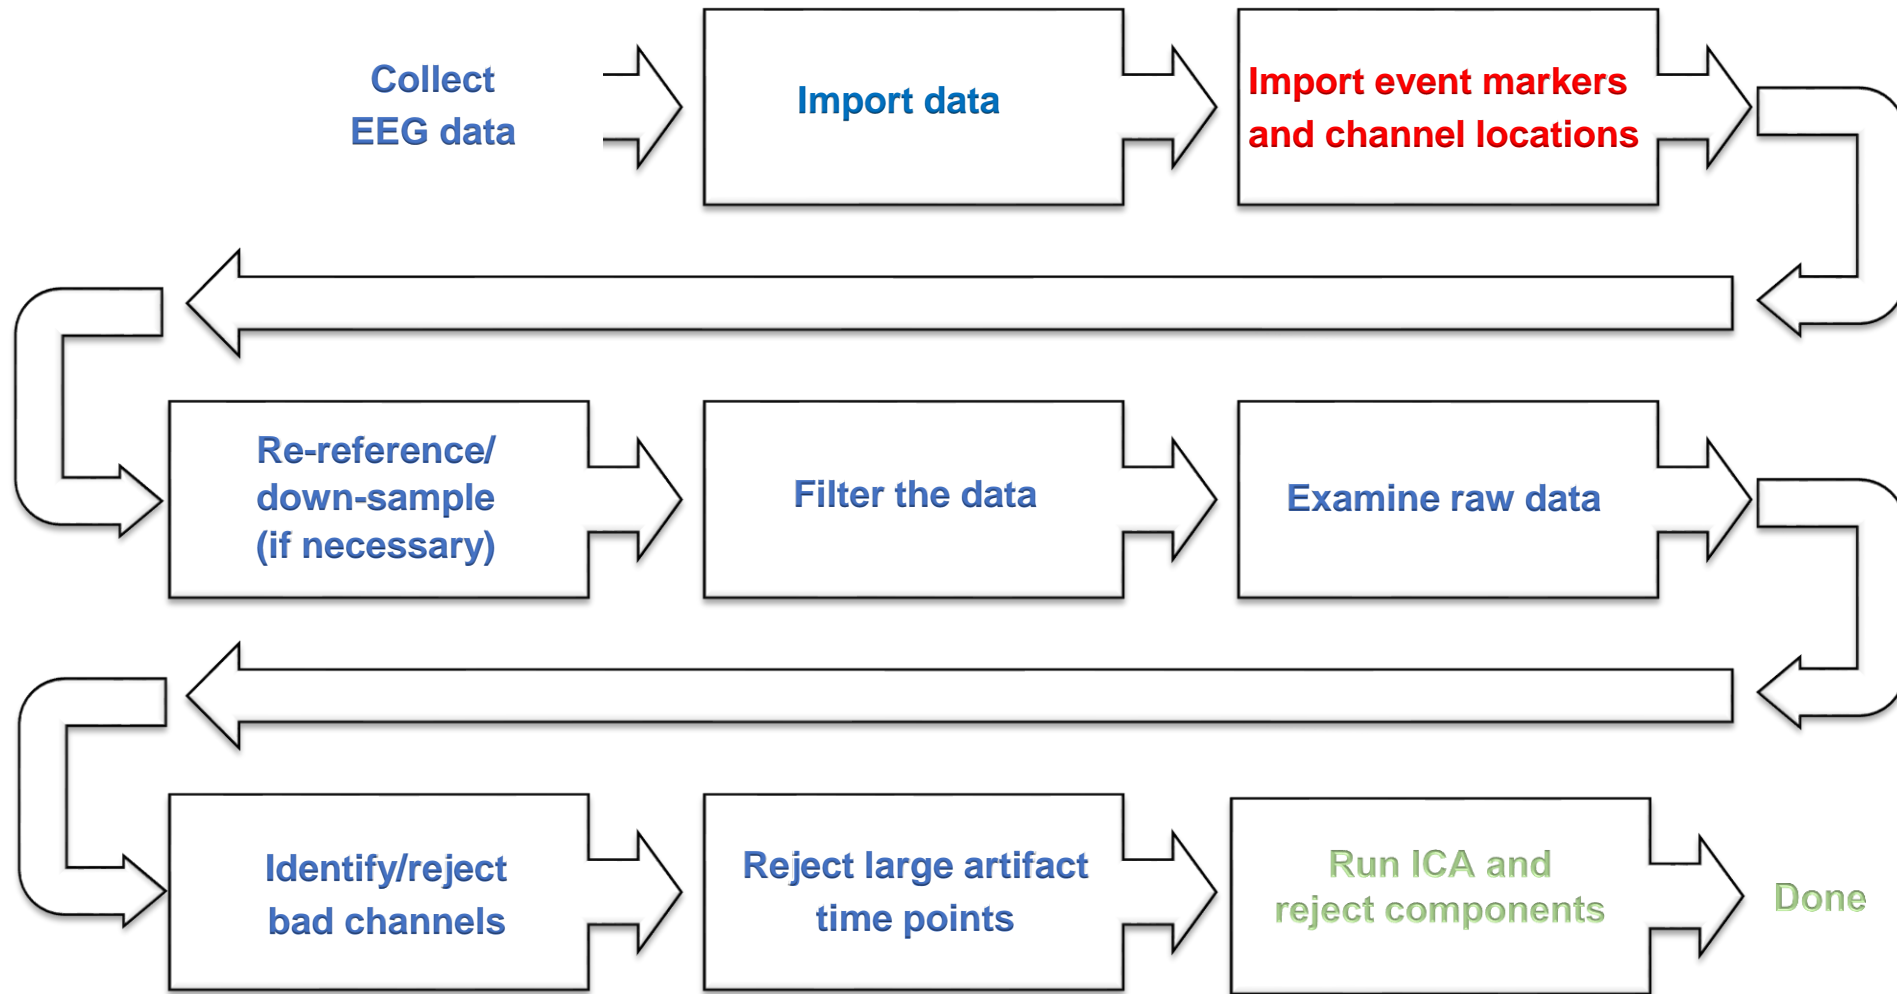 Collect
EEG data
Import data
Import event markers
and channel locations
Re-reference/
down-sample
(if necessary)
Filter the data
Examine raw data
Identify/reject
bad channels
Reject large artifact
time points
Run ICA and
reject components
Done